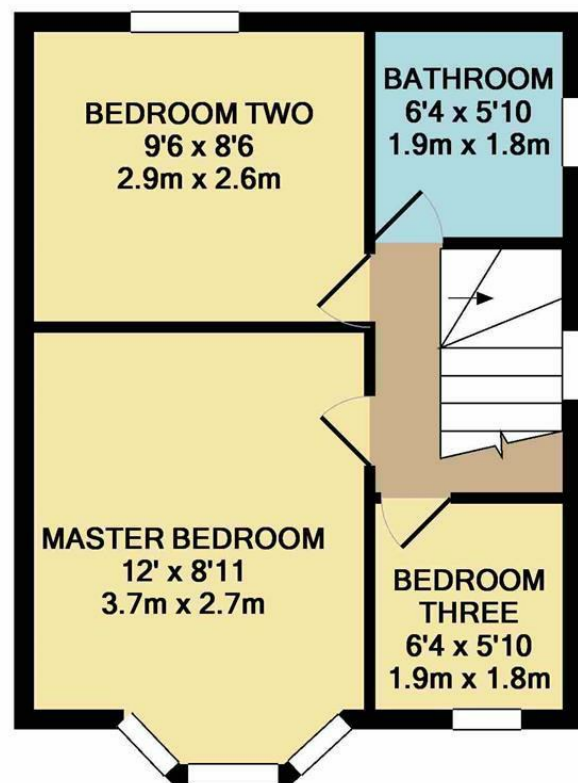 BEDROOM TWO
9'6 x 8'6
2.9m x 2.6m
BATHROOM
6'4 x 5'10
1.9m x 1.8m
MASTER BEDROOM
12' x 8'11
3.7m x 2.7m
BEDROOM
THREE
6'4 x 5'10
1.9m x 1.8m